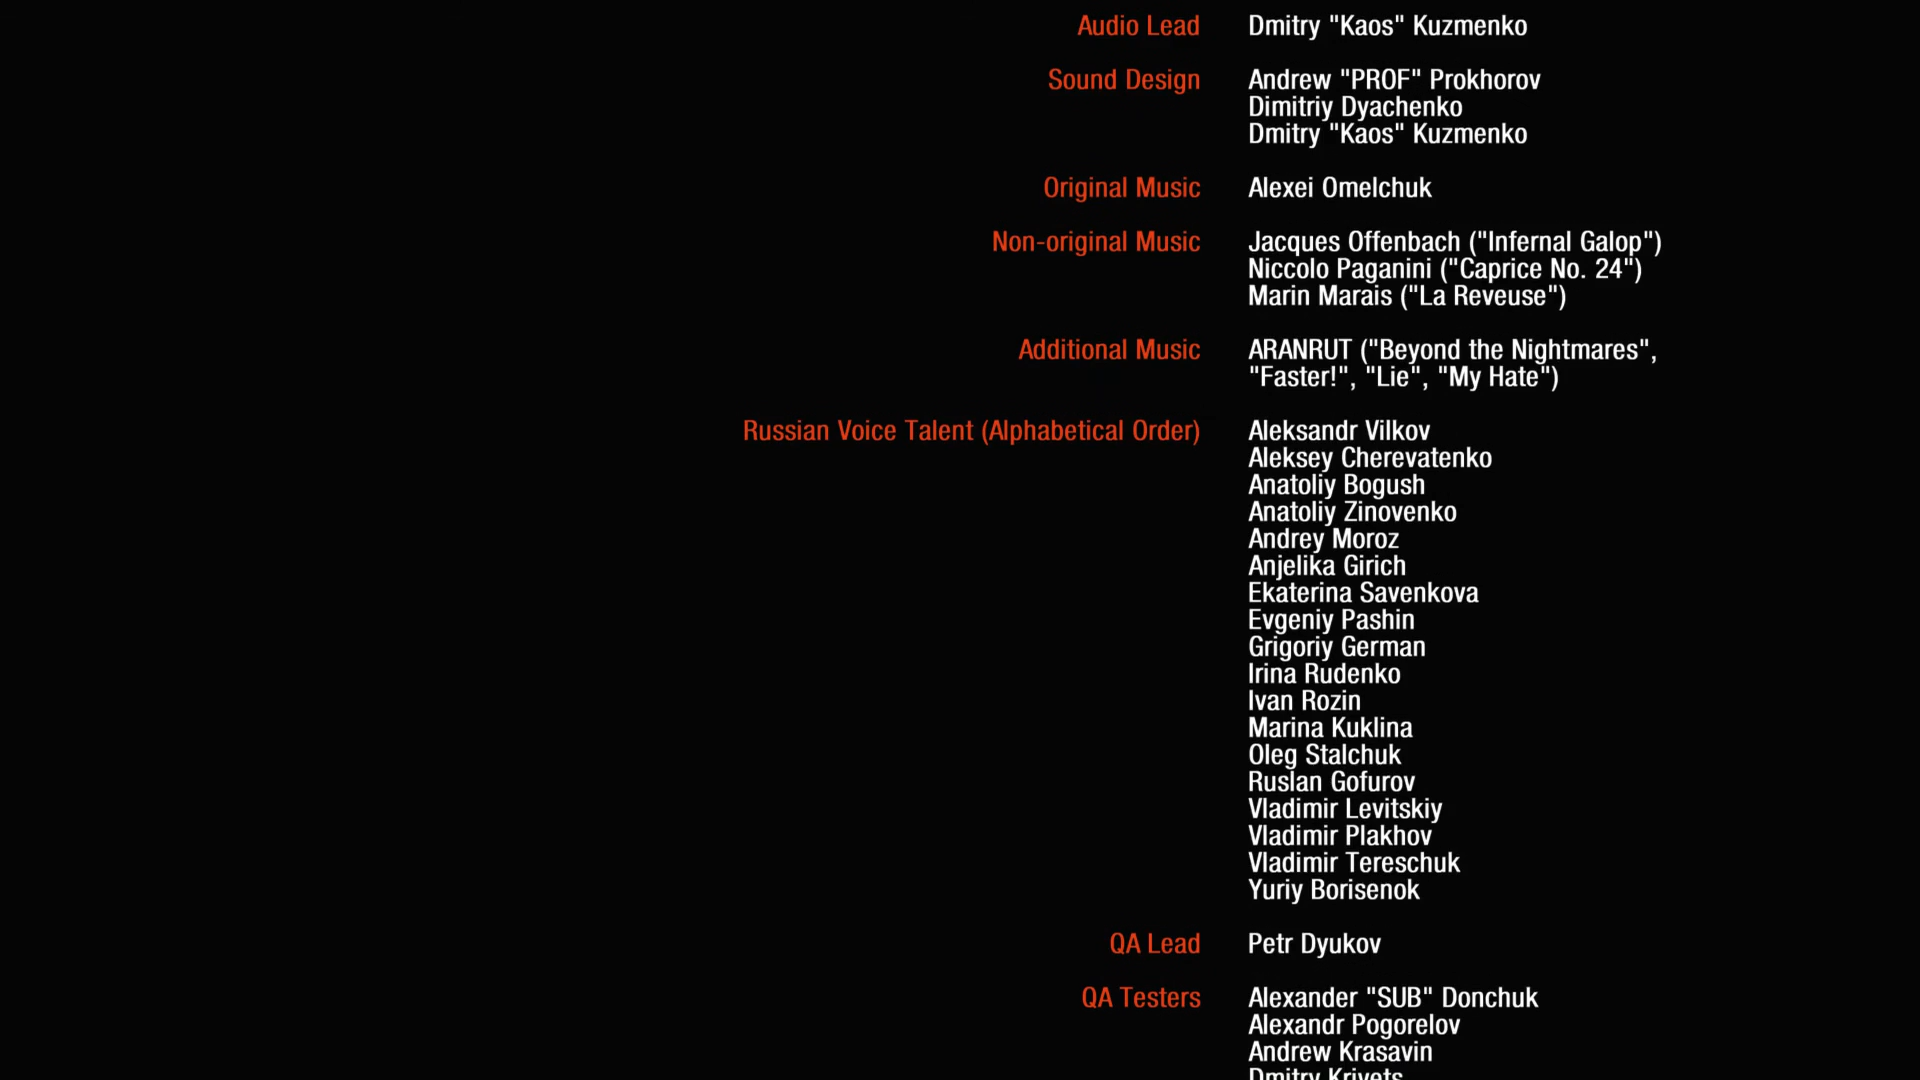 Audio Lead Dmitry "Kaos" Kuzmenko
Sound Design Andrew "PROF" Prokhorov
Dimitriy Dyachenko
Dmitry "Kaos" Kuzmenko
Original Music Alexei Omelchuk
Non-original Music Jacques Offenbach ("Infernal Galop")
Niccolo Paganini ("Caprice No. 24")
Marin Marais ("La Reveuse")
Additional Music ARANRUT ("Beyond the Nightmares",
"Faster!", "Lie", "My Hate")
Russian Voice Talent (Alphabetical Order) Aleksandr Vilkov
Aleksey Cherevatenko
Anatoliy Bogush
Anatoliy Zinovenko
Andrey Moroz
Anjelika Girich
Ekaterina Savenkova
Evgeniy Pashin
Grigoriy German
Irina Rudenko
Ivan Rozin
Marina Kuklina
Oleg Stalchuk
Ruslan Gofurov
Vladimir Levitskiy
Vladimir Plakhov
Vladimir Tereschuk
Yuriy Borisenok
QA Lead Petr Dyukov
QA Testers Alexander "SUB" Donchuk
Alexandr Pogorelov
Andrew Krasavin
Dmitry Krivets